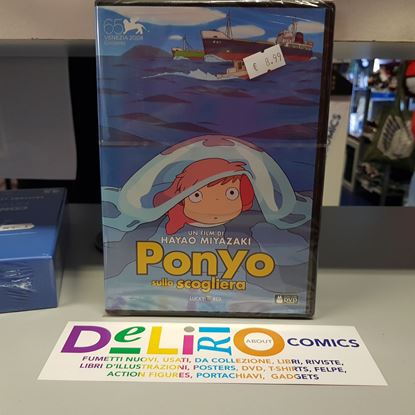 65
VENEZIA 2008
€ 8.99
UN FILM DI
HAYAO MIYAZAKI
Ponyo
sulla scogliera
LUCKY RED
DVD
DeLiRIO ABOUT COMICS
FUMETTI NUOVI, USATI, DA COLLEZIONE, LIBRI, RIVISTE,
LIBRI D'ILLUSTRAZIONI, POSTERS, DVD, T-SHIRTS, FELPE,
ACTION FIGURES, PORTACHIAVI, GADGETS